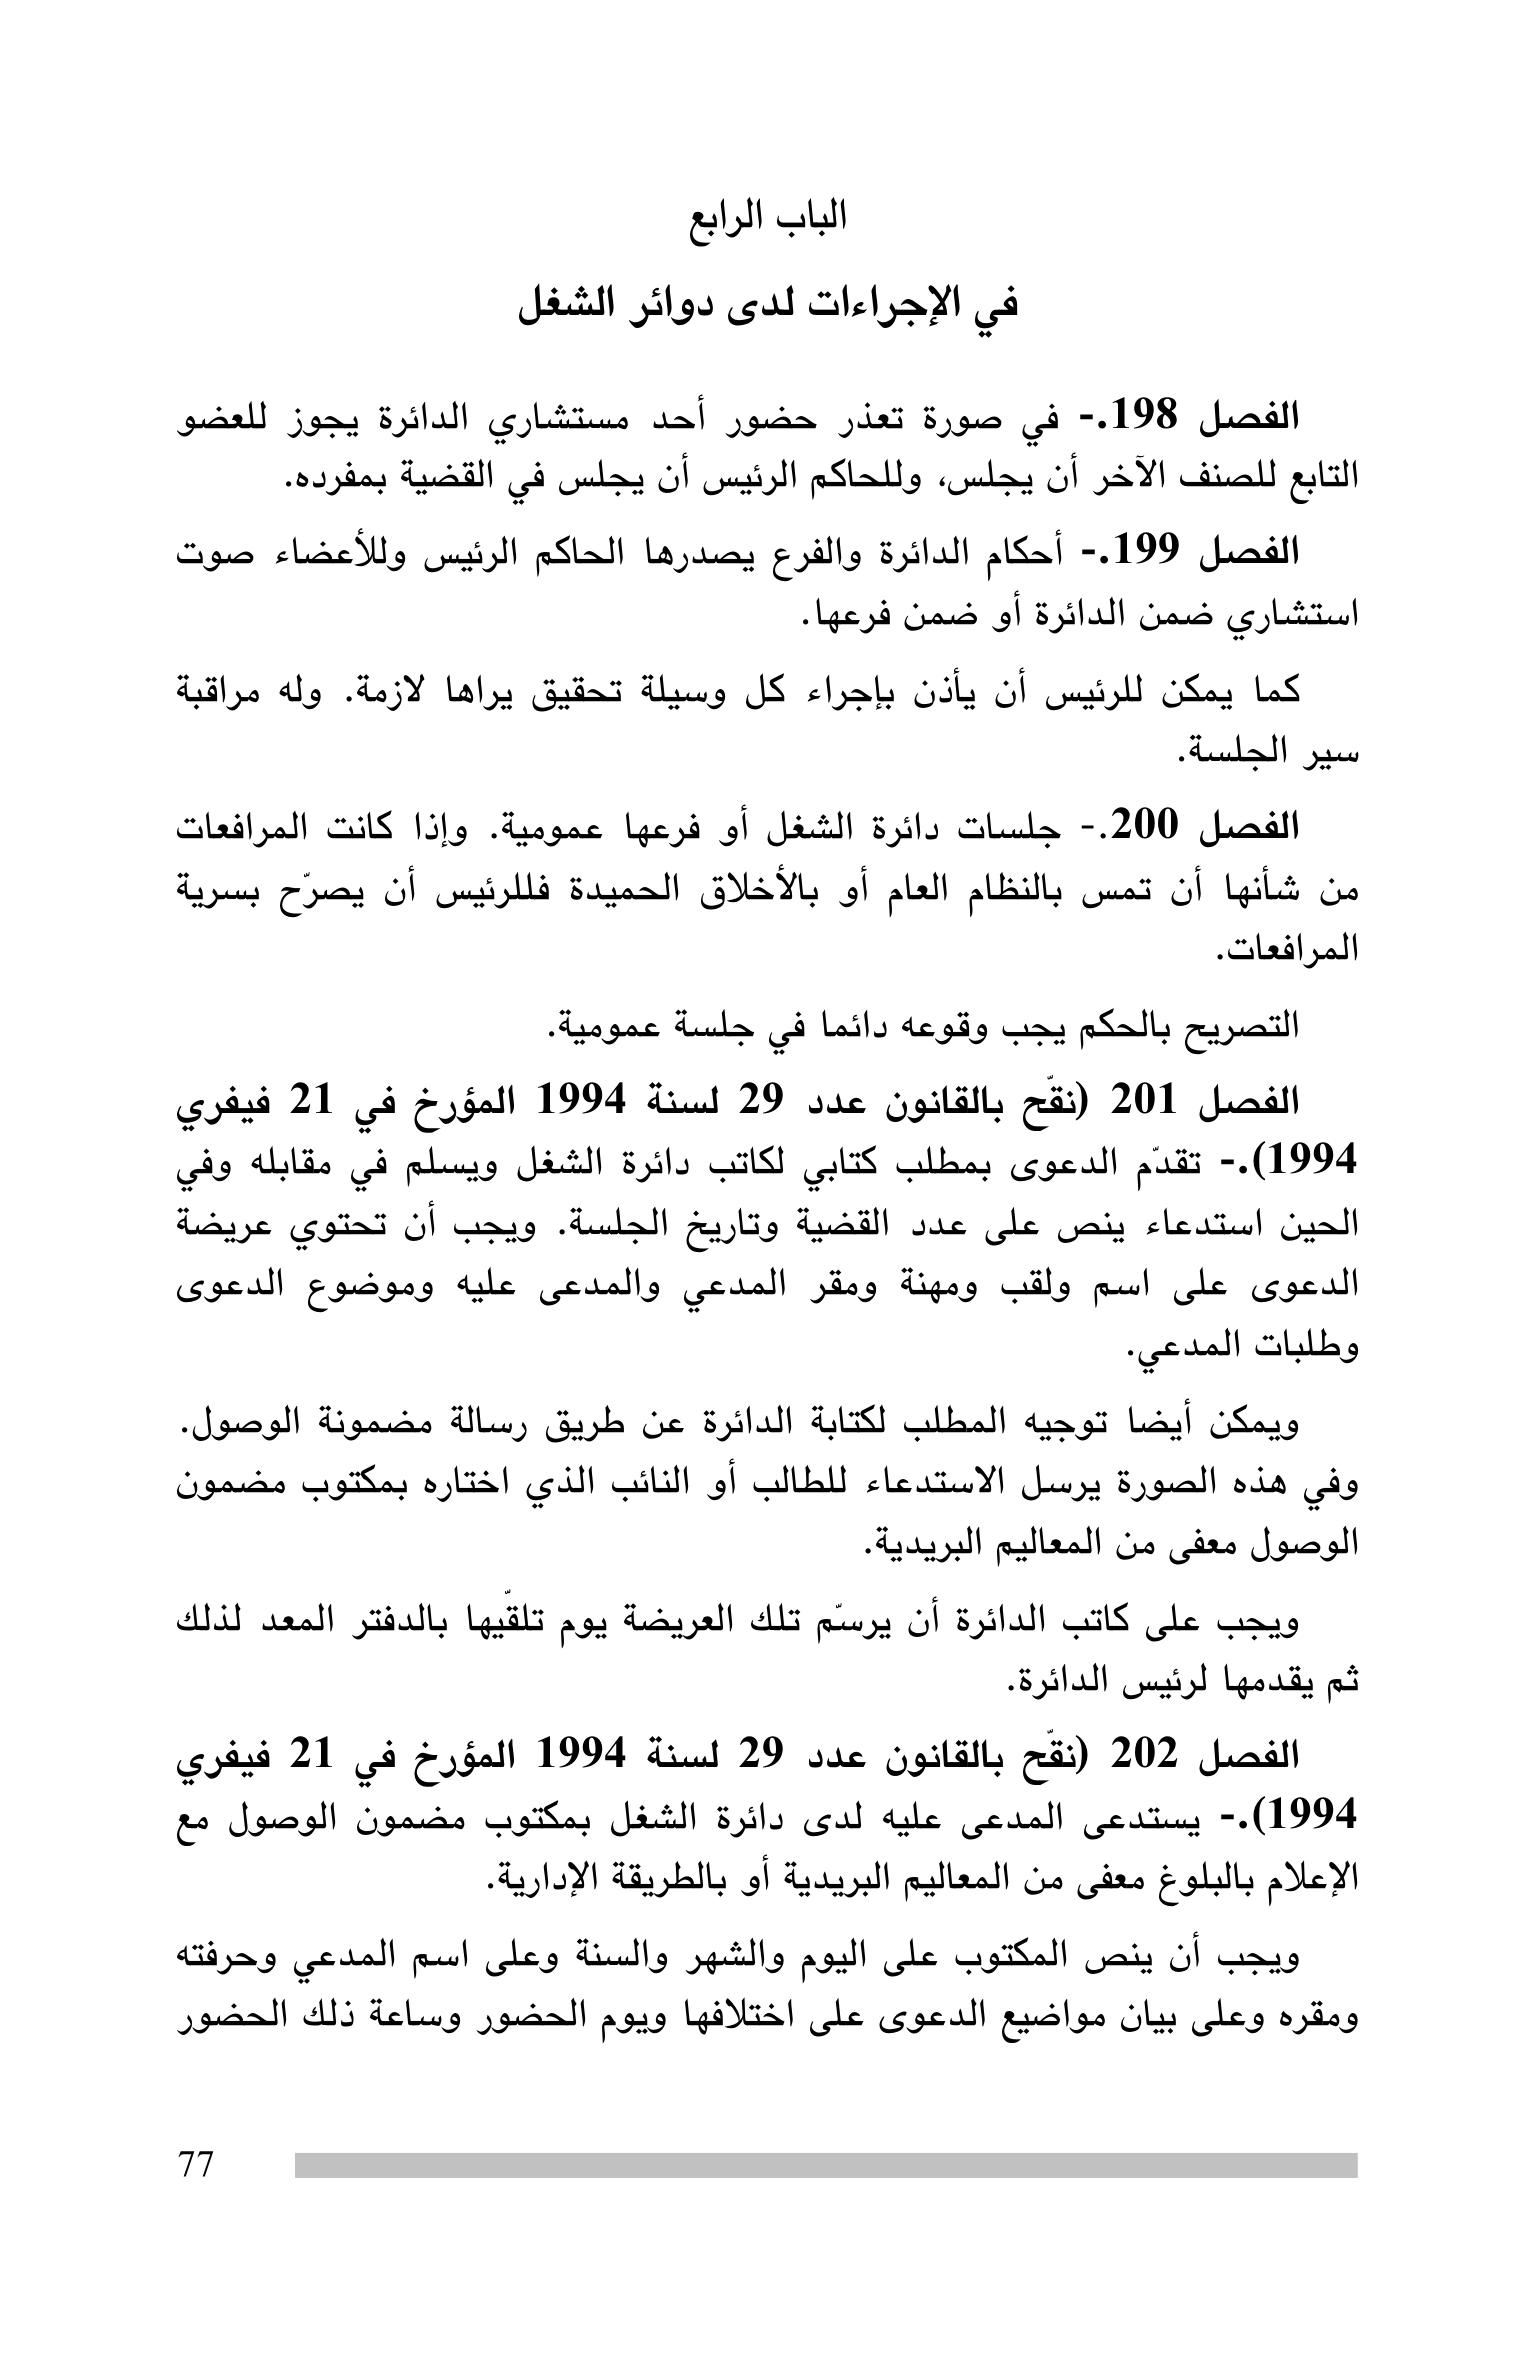 الباب الرابع
في الإجراءات لدى دوائر الشغل
الفصل 198.- في صورة تعذر حضور أحد مستشاري الدائرة يجوز للعضو
التابع للصنف الآخر أن يجلس، وللحاكم الرئيس أن يجلس في القضية بمفرده.
الفصل 199.- أحكام الدائرة والفرع يصدرها الحاكم الرئيس وللأعضاء صوت
استشاري ضمن الدائرة أو ضمن فرعها.
كما يمكن للرئيس أن يأذن بإجراء كل وسيلة تحقيق يراها لازمة. وله مراقبة
سير الجلسة.
الفصل 200.- جلسات دائرة الشغل أو فرعها عمومية. وإذا كانت المرافعات
من شأنها أن تمس بالنظام العام أو بالأخلاق الحميدة فللرئيس أن يصرّح بسرية
المرافعات.
التصريح بالحكم يجب وقوعه دائما في جلسة عمومية.
الفصل 201 (نقّح بالقانون عدد 29 لسنة 1994 المؤرخ في 21 فيفري
1994).- تقدّم الدعوى بمطلب كتابي لكاتب دائرة الشغل ويسلم في مقابله وفي
الحين استدعاء ينص على عدد القضية وتاريخ الجلسة. ويجب أن تحتوي عريضة
الدعوى على اسم ولقب ومهنة ومقر المدعي والمدعى عليه وموضوع الدعوى
وطلبات المدعي.
ويمكن أيضا توجيه المطلب لكتابة الدائرة عن طريق رسالة مضمونة الوصول.
وفي هذه الصورة يرسل الاستدعاء للطالب أو النائب الذي اختاره بمكتوب مضمون
الوصول معفى من المعاليم البريدية.
ويجب على كاتب الدائرة أن يرسّم تلك العريضة يوم تلقّيها بالدفتر المعد لذلك
ثم يقدمها لرئيس الدائرة.
الفصل 202 (نقّح بالقانون عدد 29 لسنة 1994 المؤرخ في 21 فيفري
1994).- يستدعى المدعى عليه لدى دائرة الشغل بمكتوب مضمون الوصول مع
الإعلام بالبلوغ معفى من المعاليم البريدية أو بالطريقة الإدارية.
ويجب أن ينص المكتوب على اليوم والشهر والسنة وعلى اسم المدعي وحرفته
ومقره وعلى بيان مواضيع الدعوى على اختلافها ويوم الحضور وساعة ذلك الحضور
77